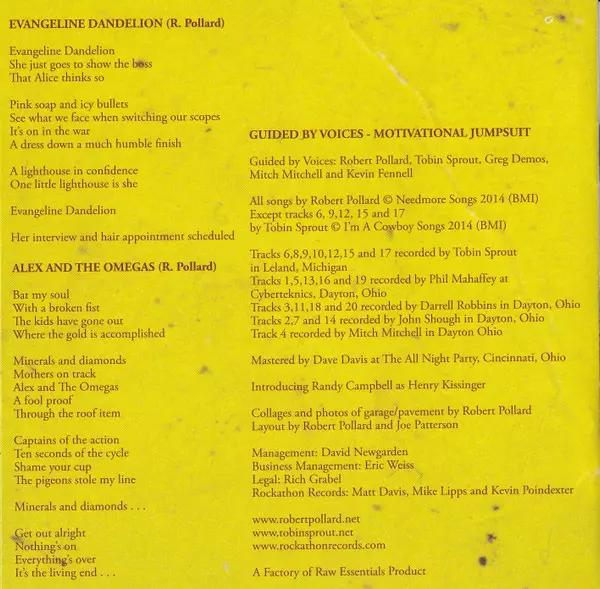 EVANGELINE DANDELION (R. Pollard)
Evangeline Dandelion
She just goes to show the boss
That Alice thinks so
Pink soap and icy bullets
See what we face when switching our scopes
It's on in the war
A dress down a much humble finish
A lighthouse in confidence
One little lighthouse is she
Evangeline Dandelion
Her interview and hair appointment scheduled
ALEX AND THE OMEGAS (R. Pollard)
Bat my soul
With a broken fist
The kids have gone out
Where the gold is accomplished
Minerals and diamonds
Mothers on track
Alex and The Omegas
A fool proof
Through the roof item
Captains of the action
Ten seconds of the cycle
Shame your cup
The pigeons stole my line
Minerals and diamonds . . .
Get out alright
Nothing's on
Everything's over
It's the living end . . .
GUIDED BY VOICES - MOTIVATIONAL JUMPSUIT
Guided by Voices: Robert Pollard, Tobin Sprout, Greg Demos,
Mitch Mitchell and Kevin Fennell
All songs by Robert Pollard © Needmore Songs 2014 (BMI)
Except tracks 6, 9,12, 15 and 17
by Tobin Sprout © I'm A Cowboy Songs 2014 (BMI)
Tracks 6,8,9,10,12,15 and 17 recorded by Tobin Sprout
in Leland, Michigan
Tracks 1,5,13,16 and 19 recorded by Phil Mahaffey at
Cyberteknics, Dayton, Ohio
Tracks 3,11,18 and 20 recorded by Darrell Robbins in Dayton, Ohio
Tracks 2,7 and 14 recorded by John Shough in Dayton, Ohio
Track 4 recorded by Mitch Mitchell in Dayton Ohio
Mastered by Dave Davis at The All Night Party, Cincinnati, Ohio
Introducing Randy Campbell as Henry Kissinger
Collages and photos of garage/pavement by Robert Pollard
Layout by Robert Pollard and Joe Patterson
Management: David Newgarden
Business Management: Eric Weiss
Legal: Rich Grabel
Rockathon Records: Matt Davis, Mike Lipps and Kevin Poindexter
www.robertpollard.net
www.tobinsprout.net
www.rockathonrecords.com
A Factory of Raw Essentials Product